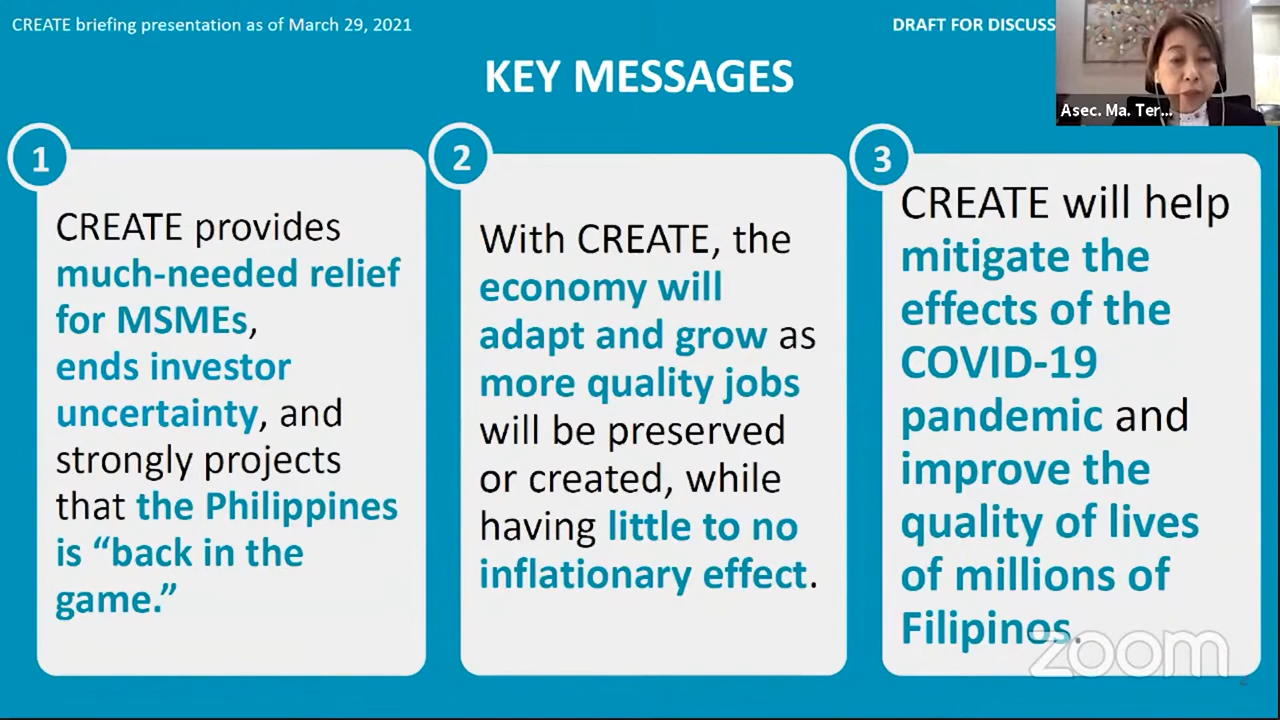 CREATE briefing presentation as of March 29, 2021
DRAFT FOR DISCUSS
Asec. Ma. Ter...
KEY MESSAGES
1
CREATE provides
much-needed relief
for MSMEs,
ends investor
uncertainty, and
strongly projects
that the Philippines
is “back in the
game.”
2
With CREATE, the
economy will
adapt and grow as
more quality jobs
will be preserved
or created, while
having little to no
inflationary effect.
3
CREATE will help
mitigate the
effects of the
COVID-19
pandemic and
improve the
quality of lives
of millions of
Filipinos.
zoom
2